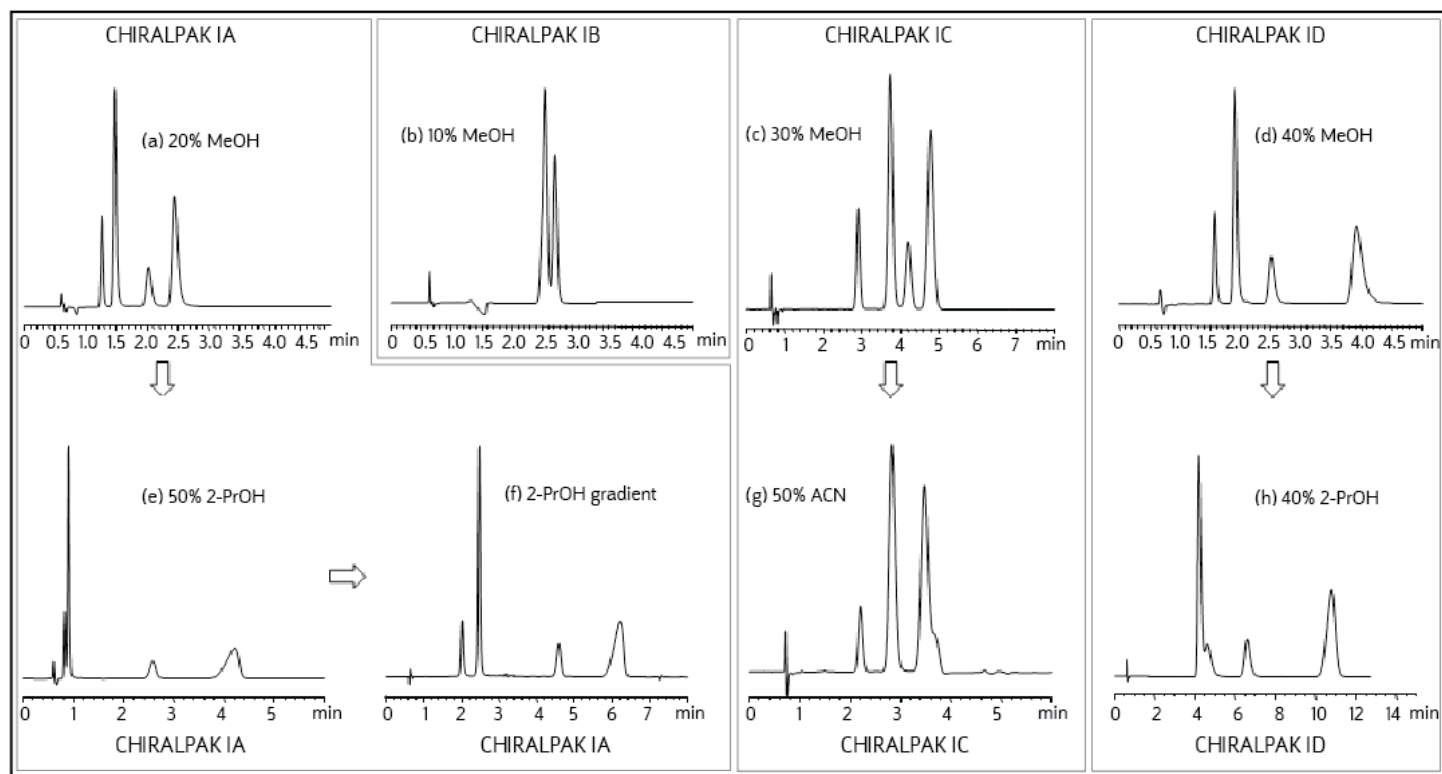 CHIRALPAK IA
CHIRALPAK IB
CHIRALPAK IC
CHIRALPAK ID
(a) 20% MeOH
(b) 10% MeOH
(c) 30% MeOH
(d) 40% MeOH
0 0.5 1.0 1.5 2.0 2.5 3.0 3.5 4.0 4.5 min
0 0.5 1.0 1.5 2.0 2.5 3.0 3.5 4.0 4.5 min
0 1 2 3 4 5 6 7 min
0 0.5 1.0 1.5 2.0 2.5 3.0 3.5 4.0 4.5 min
(e) 50% 2-PrOH
(f) 2-PrOH gradient
(g) 50% ACN
(h) 40% 2-PrOH
0 1 2 3 4 5 min
0 1 2 3 4 5 6 7 min
0 1 2 3 4 5 min
0 2 4 6 8 10 12 14 min
CHIRALPAK IA
CHIRALPAK IA
CHIRALPAK IC
CHIRALPAK ID